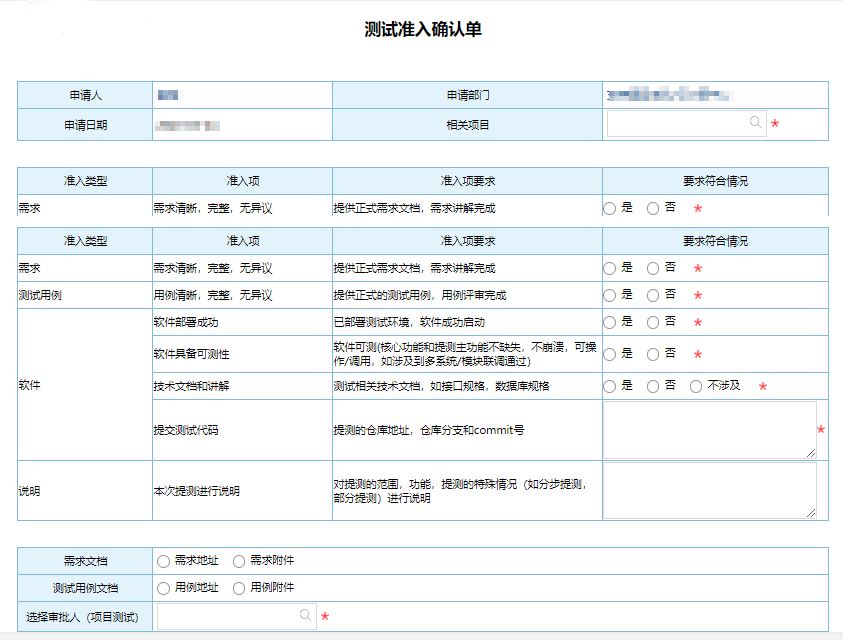 测试准入确认单
申请人 申请部门
申请日期 相关项目 *
准入类型 准入项 准入项要求 要求符合情况
需求 需求清晰，完整，无异议 提供正式需求文档，需求讲解完成 是 否 *
准入类型 准入项 准入项要求 要求符合情况
需求 需求清晰，完整，无异议 提供正式需求文档，需求讲解完成 是 否 *
测试用例 用例清晰，完整，无异议 提供正式的测试用例，用例评审完成 是 否 *
软件部署成功 已部署测试环境，软件成功启动 是 否 *
软件具备可测性 软件可测(核心功能和提测主功能不缺失，不崩溃，可操
作/调用，如涉及到多系统/模块联调通过) 是 否 *
软件 技术文档和讲解 测试相关技术文档，如接口规格，数据库规格 是 否 不涉及 *
提交测试代码 提测的仓库地址，仓库分支和commit号 *
说明 本次提测进行说明 对提测的范围，功能，提测的特殊情况（如分步提测，
部分提测）进行说明
需求文档 需求地址 需求附件
测试用例文档 用例地址 用例附件
选择审批人（项目测试） *